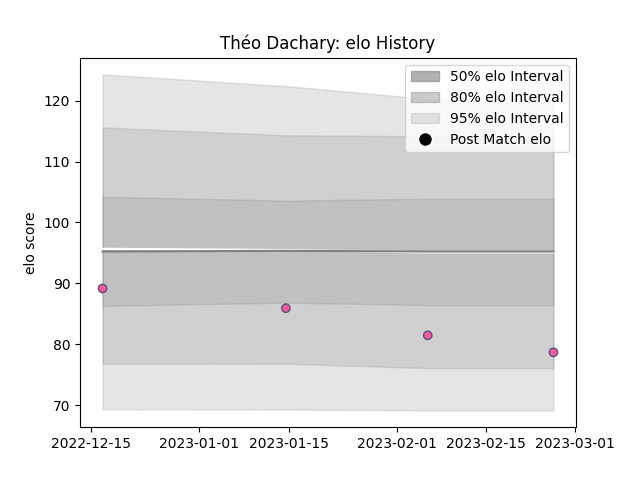 Théo Dachary: elo History
50% elo Interval
80% elo Interval
95% elo Interval
Post Match elo
elo score
120
110
100
90
80
70
2022-12-15
2023-01-01
2023-01-15
2023-02-01
2023-02-15
2023-03-01